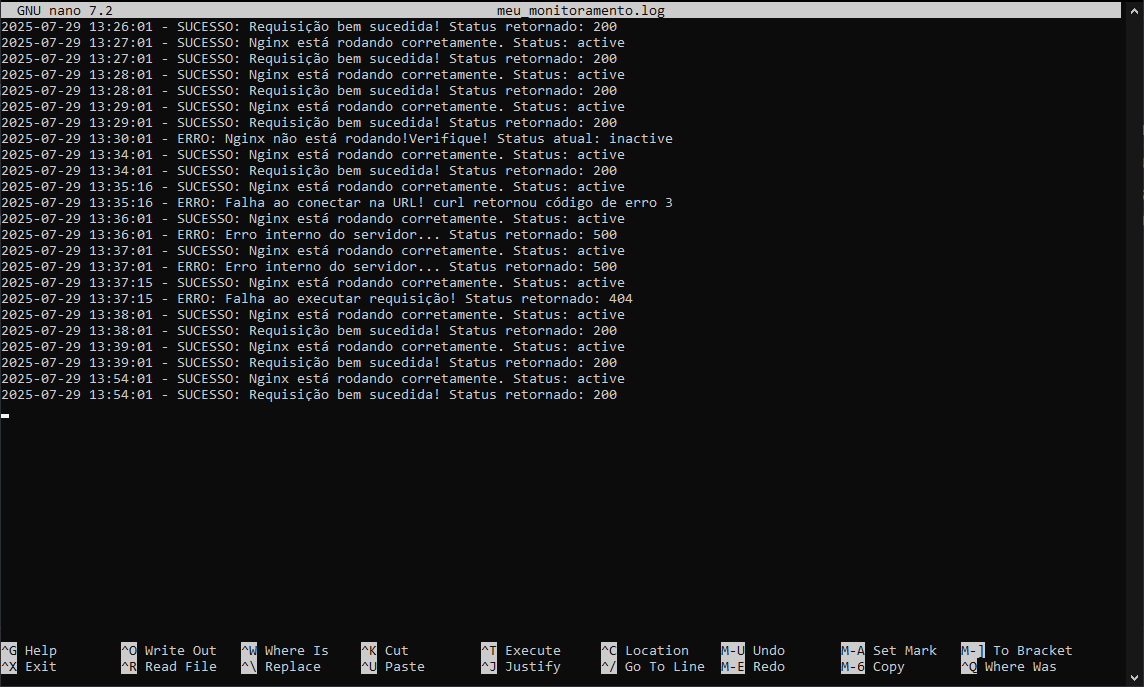 GNU nano 7.2 meu_monitoramento.log
2025-07-29 13:26:01 - SUCESSO: Requisição bem sucedida! Status retornado: 200
2025-07-29 13:27:01 - SUCESSO: Nginx está rodando corretamente. Status: active
2025-07-29 13:27:01 - SUCESSO: Requisição bem sucedida! Status retornado: 200
2025-07-29 13:28:01 - SUCESSO: Nginx está rodando corretamente. Status: active
2025-07-29 13:28:01 - SUCESSO: Requisição bem sucedida! Status retornado: 200
2025-07-29 13:29:01 - SUCESSO: Nginx está rodando corretamente. Status: active
2025-07-29 13:29:01 - SUCESSO: Requisição bem sucedida! Status retornado: 200
2025-07-29 13:30:01 - ERRO: Nginx não está rodando!Verifique! Status atual: inactive
2025-07-29 13:34:01 - SUCESSO: Nginx está rodando corretamente. Status: active
2025-07-29 13:34:01 - SUCESSO: Requisição bem sucedida! Status retornado: 200
2025-07-29 13:35:16 - SUCESSO: Nginx está rodando corretamente. Status: active
2025-07-29 13:35:16 - ERRO: Falha ao conectar na URL! curl retornou código de erro 3
2025-07-29 13:36:01 - SUCESSO: Nginx está rodando corretamente. Status: active
2025-07-29 13:36:01 - ERRO: Erro interno do servidor... Status retornado: 500
2025-07-29 13:37:01 - SUCESSO: Nginx está rodando corretamente. Status: active
2025-07-29 13:37:01 - ERRO: Erro interno do servidor... Status retornado: 500
2025-07-29 13:37:15 - SUCESSO: Nginx está rodando corretamente. Status: active
2025-07-29 13:37:15 - ERRO: Falha ao executar requisição! Status retornado: 404
2025-07-29 13:38:01 - SUCESSO: Nginx está rodando corretamente. Status: active
2025-07-29 13:38:01 - SUCESSO: Requisição bem sucedida! Status retornado: 200
2025-07-29 13:39:01 - SUCESSO: Nginx está rodando corretamente. Status: active
2025-07-29 13:39:01 - SUCESSO: Requisição bem sucedida! Status retornado: 200
2025-07-29 13:54:01 - SUCESSO: Nginx está rodando corretamente. Status: active
2025-07-29 13:54:01 - SUCESSO: Requisição bem sucedida! Status retornado: 200
^G Help ^O Write Out ^W Where Is ^K Cut ^T Execute ^C Location M-U Undo M-A Set Mark M-] To Bracket
^X Exit ^R Read File ^\ Replace ^U Paste ^J Justify ^/ Go To Line M-E Redo M-6 Copy ^Q Where Was